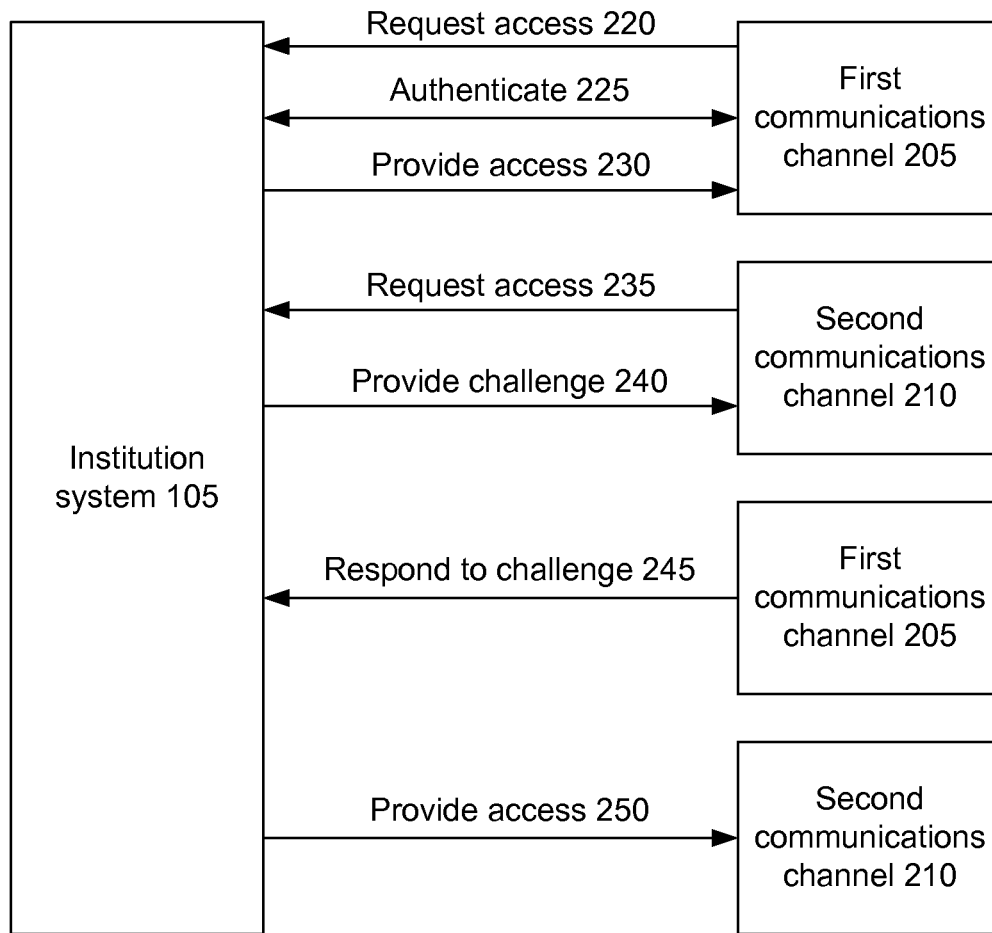 Request access 220
Authenticate 225
Provide access 230
First
communications
channel 205
Request access 235
Provide challenge 240
Second
communications
channel 210
Institution
system 105
Respond to challenge 245
First
communications
channel 205
Provide access 250
Second
communications
channel 210